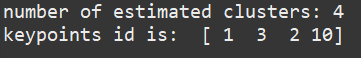 number of estimated clusters: 4
keypoints id is:  [ 1  3  2 10]